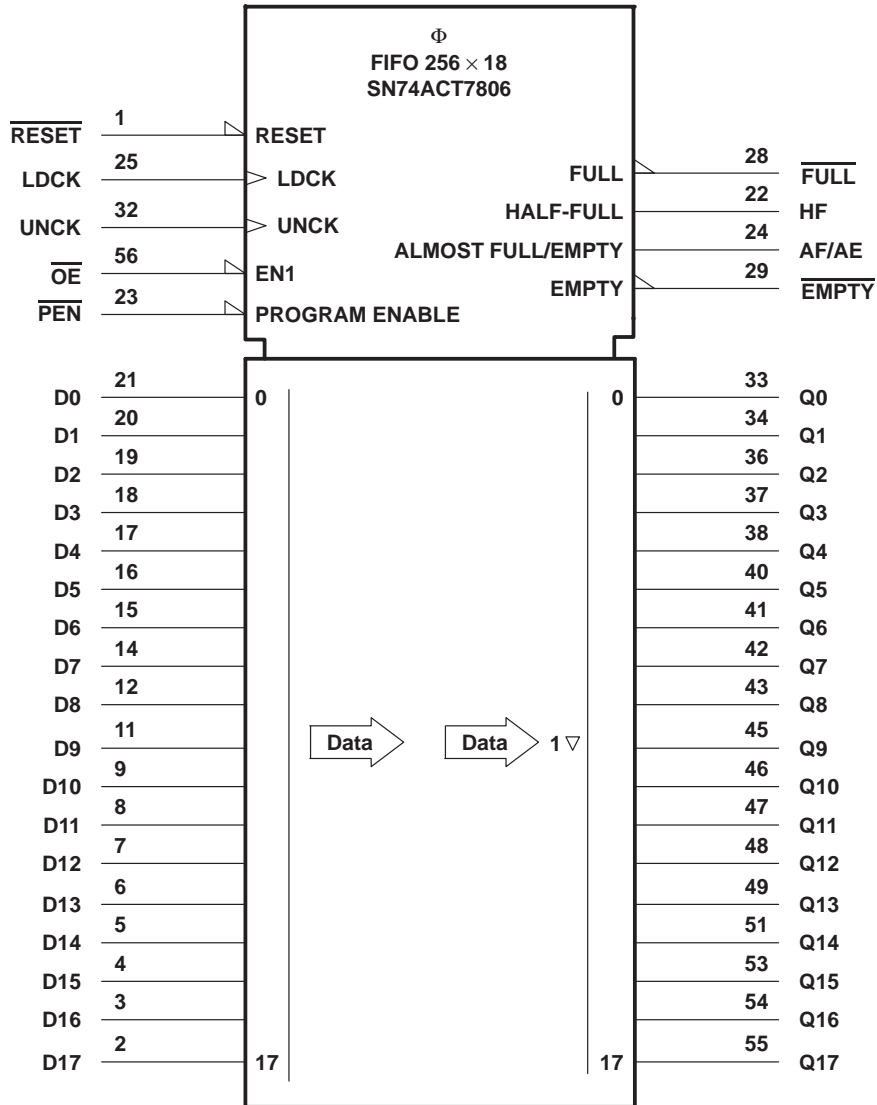 Φ
FIFO 256 × 18
SN74ACT7806
RESET 1 RESET
LDCK 25 LDCK
UNCK 32 UNCK
OE 56 EN1
PEN 23 PROGRAM ENABLE
FULL 28 FULL
HALF-FULL 22 HF
ALMOST FULL/EMPTY 24 AF/AE
EMPTY 29 EMPTY
D0 21 0 0 33 Q0
D1 20 34 Q1
D2 19 36 Q2
D3 18 37 Q3
D4 17 38 Q4
D5 16 40 Q5
D6 15 41 Q6
D7 14 42 Q7
D8 12 43 Q8
D9 11 Data Data 1 ▽ 45 Q9
D10 9 46 Q10
D11 8 47 Q11
D12 7 48 Q12
D13 6 49 Q13
D14 5 51 Q14
D15 4 53 Q15
D16 3 54 Q16
D17 2 17 17 55 Q17